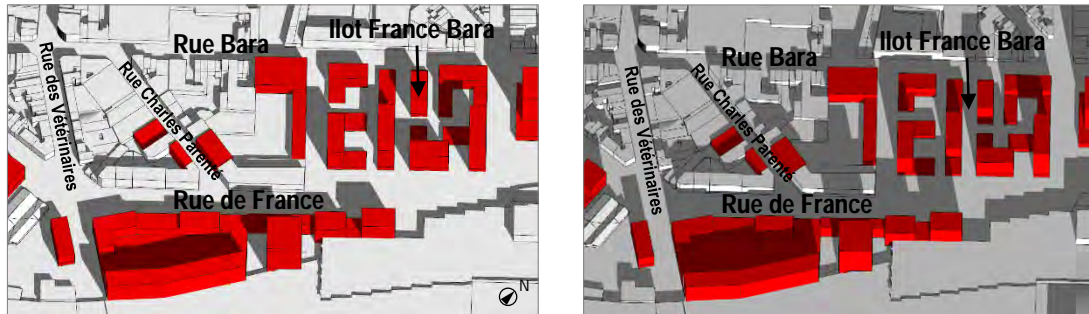 Ilot France Bara
Rue Bara
Rue des Vétérinaires
Rue Charles Parenté
Rue de France
N
Ilot France Bara
Rue Bara
Rue des Vétérinaires
Rue Charles Parenté
Rue de France